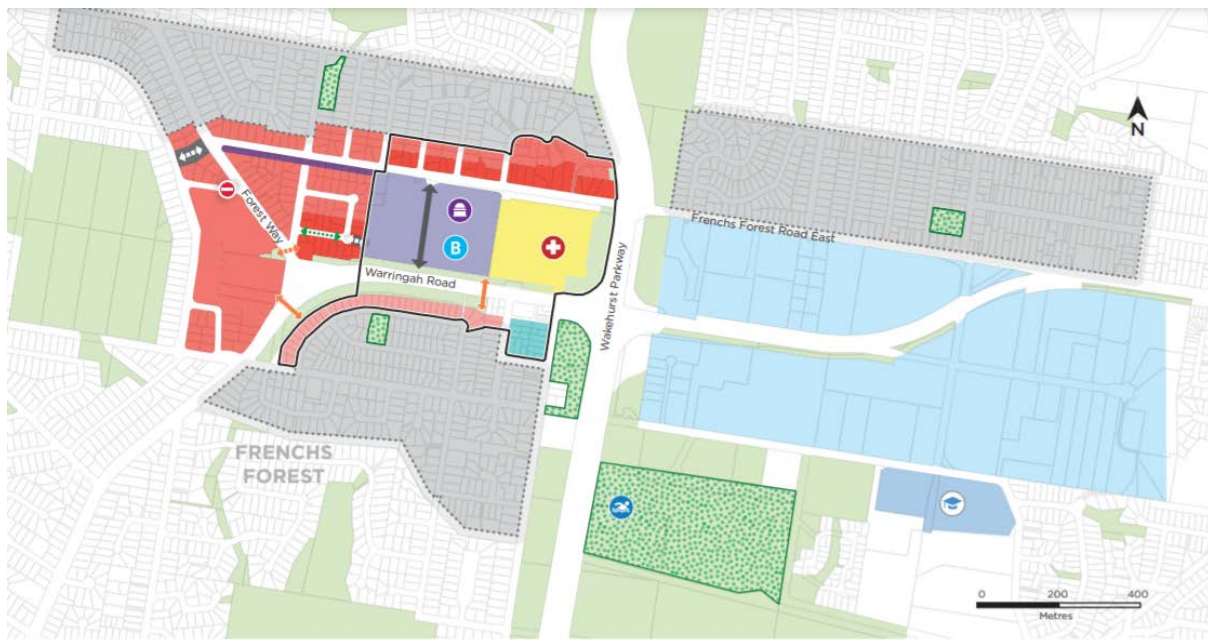 N
Forest Way
Frenchs Forest Road East
B
Warringah Road
Wakehurst Parkway
FRENCHS
FOREST
0 200 400
Metres